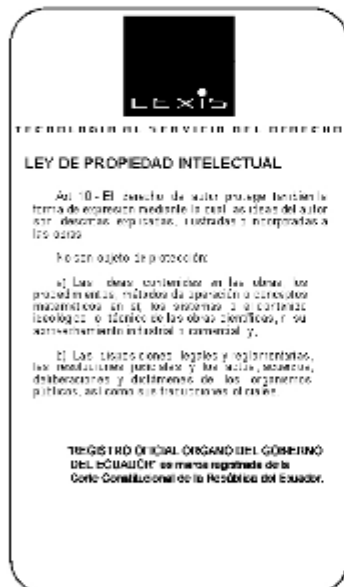 LEXIS
TECNOLOGIA AL SERVICIO DEL DERECHO
LEY DE PROPIEDAD INTELECTUAL
Art. 10.- El derecho de autor protege también la
forma de expresión mediante la cual las ideas del autor
son descritas, explicadas, ilustradas o incorporadas a
las obras.
No son objeto de protección:
a) Las ideas contenidas en las obras, los
procedimientos, métodos de operación o conceptos
matemáticos en sí; los sistemas o el contenido
ideológico o técnico de las obras científicas, ni su
aprovechamiento industrial o comercial; y,
b) Las disposiciones legales y reglamentarias,
las resoluciones judiciales y los actos, acuerdos,
deliberaciones y dictámenes de los organismos
públicos, así como sus traducciones oficiales.
"REGISTRO OFICIAL ORGANO DEL GOBIERNO
DEL ECUADOR" es marca registrada de la
Corte Constitucional de la República del Ecuador.